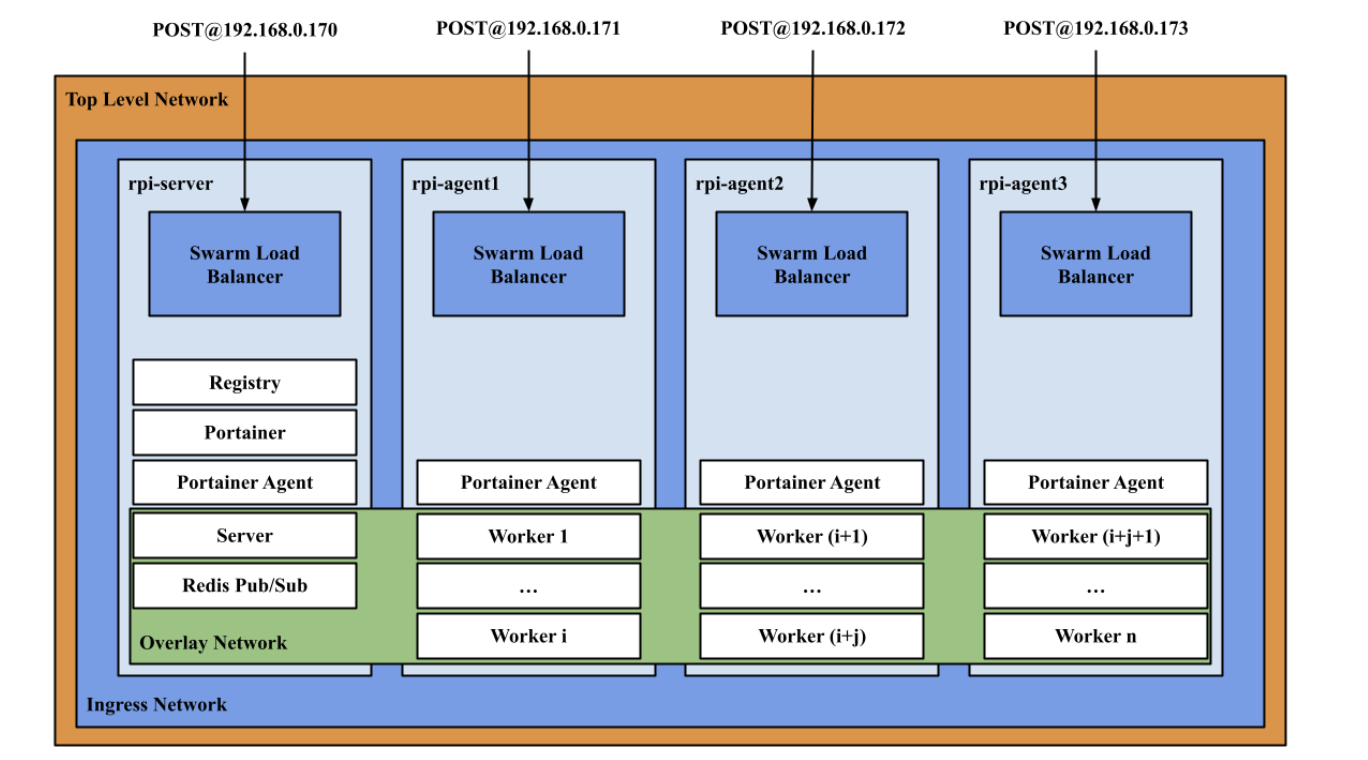 POST@192.168.0.170
POST@192.168.0.171
POST@192.168.0.172
POST@192.168.0.173
Top Level Network
rpi-server
rpi-agent1
rpi-agent2
rpi-agent3
Swarm Load
Balancer
Swarm Load
Balancer
Swarm Load
Balancer
Swarm Load
Balancer
Registry
Portainer
Portainer Agent
Portainer Agent
Portainer Agent
Portainer Agent
Server
Worker 1
Worker (i+1)
Worker (i+j+1)
Redis Pub/Sub
…
…
…
Overlay Network
Worker i
Worker (i+j)
Worker n
Ingress Network